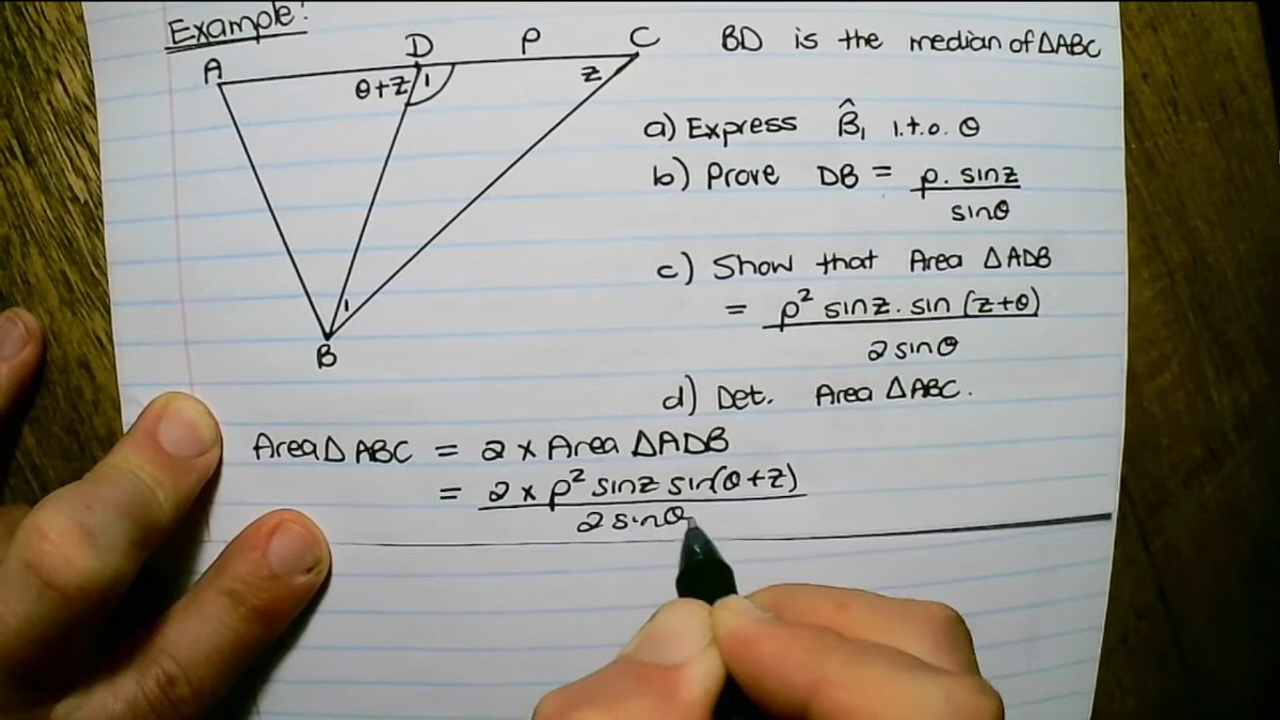 Example:
A
D
P
C
θ+z
1
z
1
B
BD is the median of ΔABC
a) Express B̂₁ i.t.o. θ
b) Prove DB = p. sinz
sinθ
c) Show that Area ΔADB
= p² sinz. sin (z+θ)
2 sinθ
d) Det. Area ΔABC.
Area Δ ABC = 2 x Area ΔADB
= 2 x p² sinz sin(θ+z)
2 sinθ